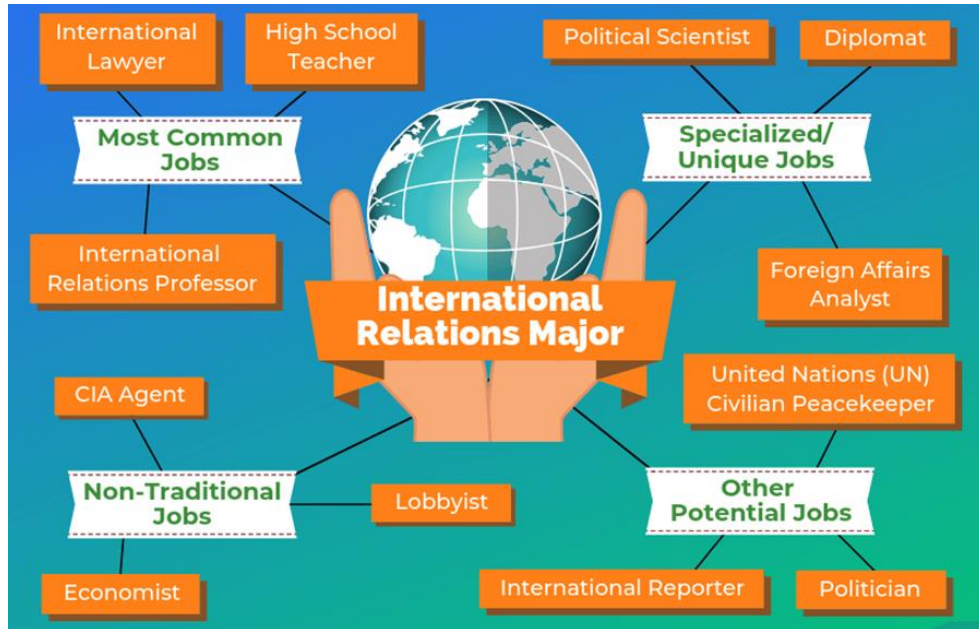 International
Lawyer
High School
Teacher
Most Common
Jobs
International
Relations Professor
Political Scientist
Diplomat
Specialized/
Unique Jobs
Foreign Affairs
Analyst
International
Relations Major
CIA Agent
Non-Traditional
Jobs
Lobbyist
Economist
United Nations (UN)
Civilian Peacekeeper
Other
Potential Jobs
International Reporter
Politician